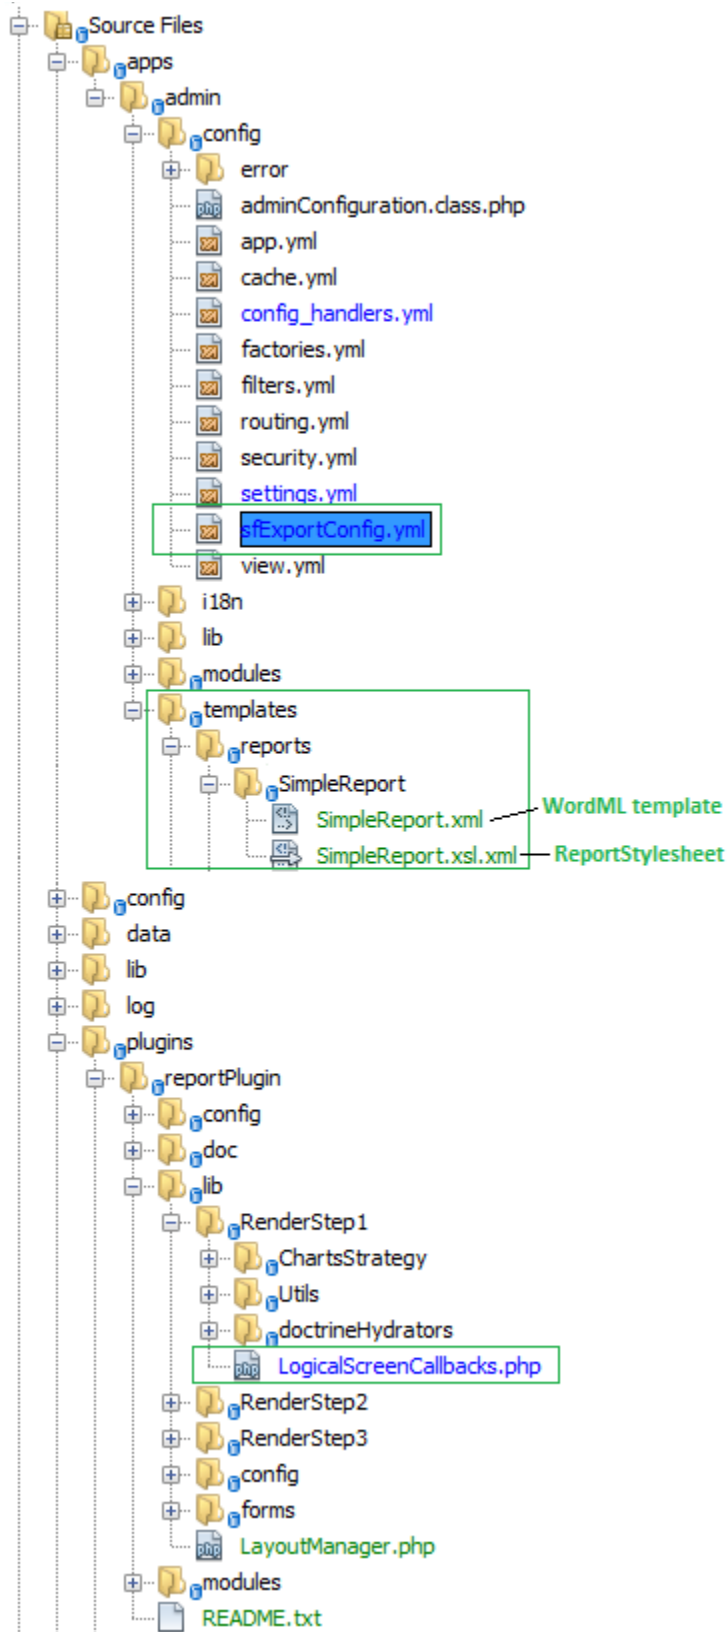 Source Files
apps
admin
config
error
adminConfiguration.class.php
app.yml
cache.yml
config_handlers.yml
factories.yml
filters.yml
routing.yml
security.yml
settings.yml
sfExportConfig.yml
view.yml
i18n
lib
modules
templates
reports
SimpleReport
SimpleReport.xml WordML template
SimpleReport.xsl.xml ReportStylesheet
config
data
lib
log
plugins
reportPlugin
config
doc
lib
RenderStep1
ChartsStrategy
Utils
doctrineHydrators
php LogicalScreenCallbacks.php
RenderStep2
RenderStep3
config
forms
php LayoutManager.php
modules
README.txt